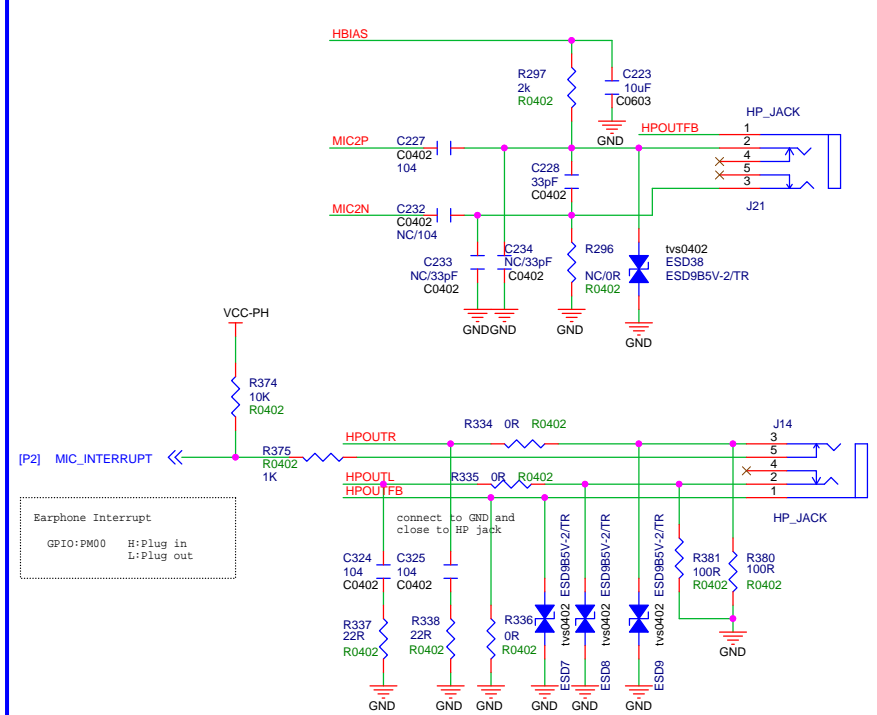 HBIAS
R297
2k
R0402
C223
10uF
C0603
GND
HP_JACK
HPOUTFB
1
2
4
5
3
J21
MIC2P
C227
C0402
104
C228
33pF
C0402
MIC2N
C232
C0402
NC/104
C233
NC/33pF
C0402
C234
NC/33pF
C0402
R296
NC/0R
R0402
tvs0402
ESD38
ESD9B5V-2/TR
GND
GND
GND
GND
VCC-PH
R374
10K
R0402
[P2] MIC_INTERRUPT
R375
R0402
1K
HPOUTR
R334 0R R0402
J14
3
5
4
2
1
HP_JACK
HPOUTL
R335 0R R0402
HPOUTFB
connect to GND and
close to HP jack
Earphone Interrupt
GPIO:PM00 H:Plug in
L:Plug out
C324
104
C0402
C325
104
C0402
R337
22R
R0402
R338
22R
R0402
R336
0R
R0402
ESD7 tvs0402 ESD9B5V-2/TR
ESD8 tvs0402 ESD9B5V-2/TR
ESD9 tvs0402 ESD9B5V-2/TR
R381
100R
R0402
R380
100R
R0402
GND
GND
GND
GND
GND
GND
GND